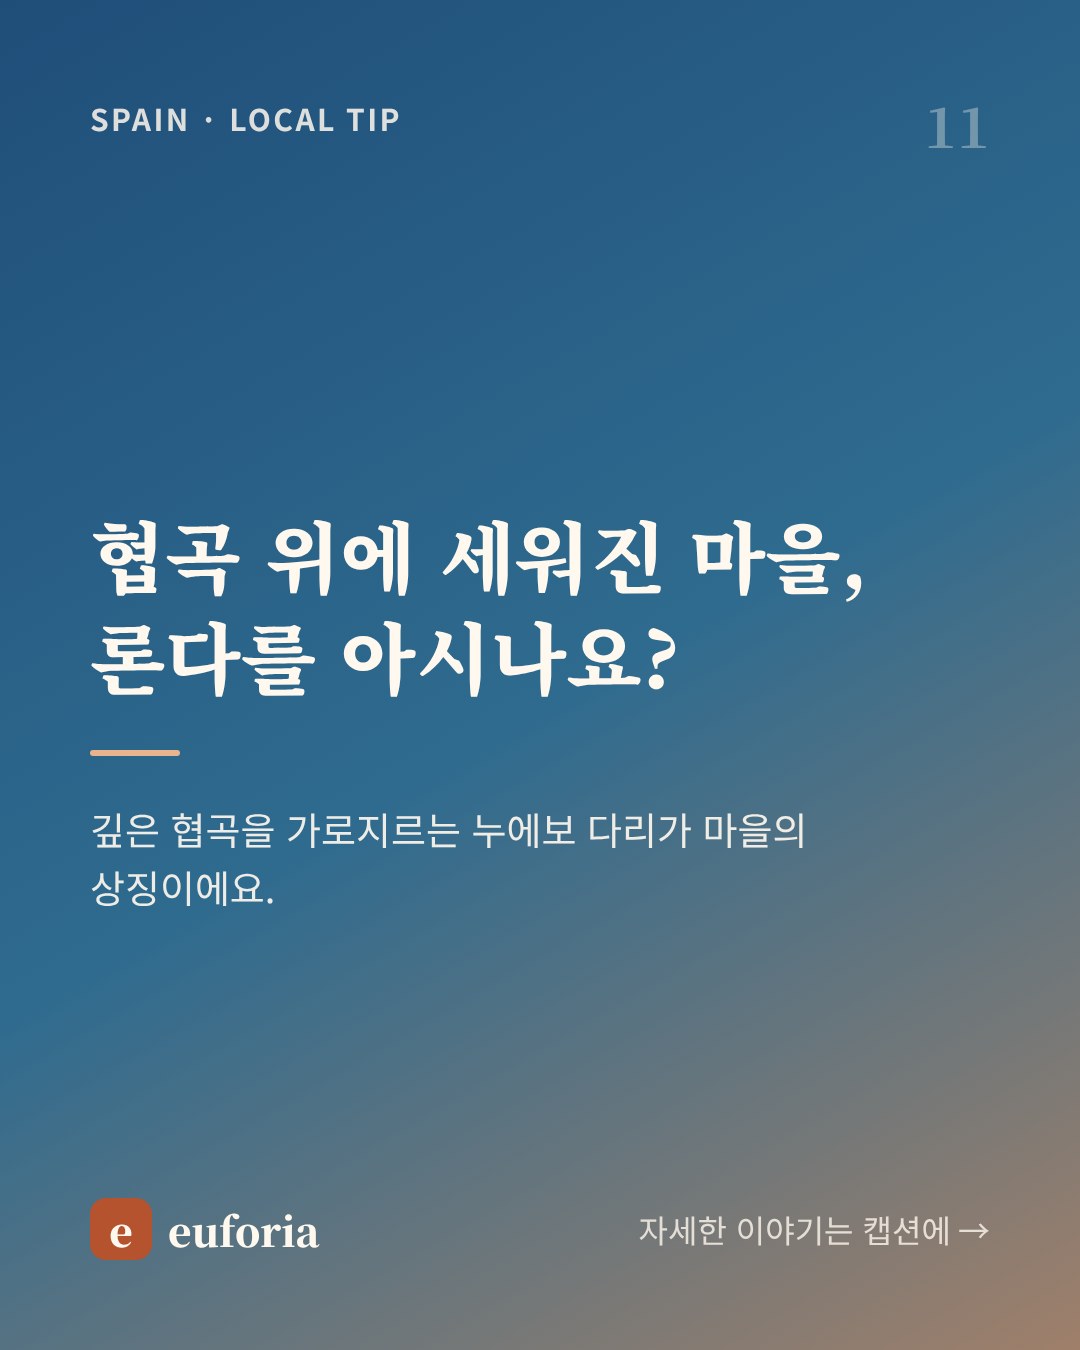 SPAIN · LOCAL TIP
11
협곡 위에 세워진 마을,
론다를 아시나요?
깊은 협곡을 가로지르는 누에보 다리가 마을의
상징이에요.
e euforia
자세한 이야기는 캡션에 →